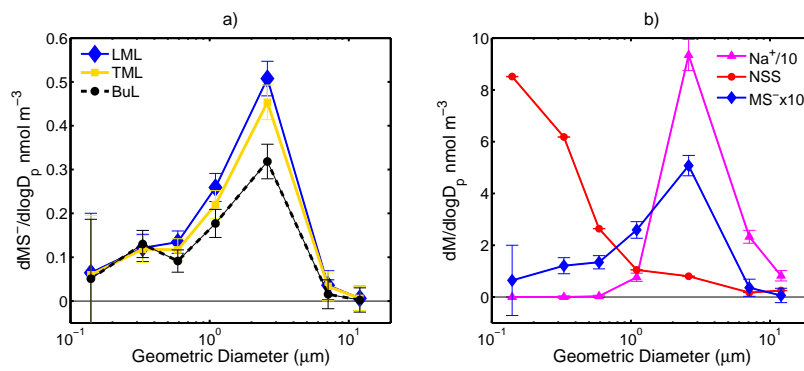 a)
dMS⁻/dlogDₚ nmol m⁻³
0.6
0.5
0.4
0.3
0.2
0.1
0
LML
TML
BuL
10⁻¹ 10⁰ 10¹
Geometric Diameter (μm)
b)
dM/dlogDₚ nmol m⁻³
10
8
6
4
2
0
Na⁺/10
NSS
MS⁻x10
10⁻¹ 10⁰ 10¹
Geometric Diameter (μm)